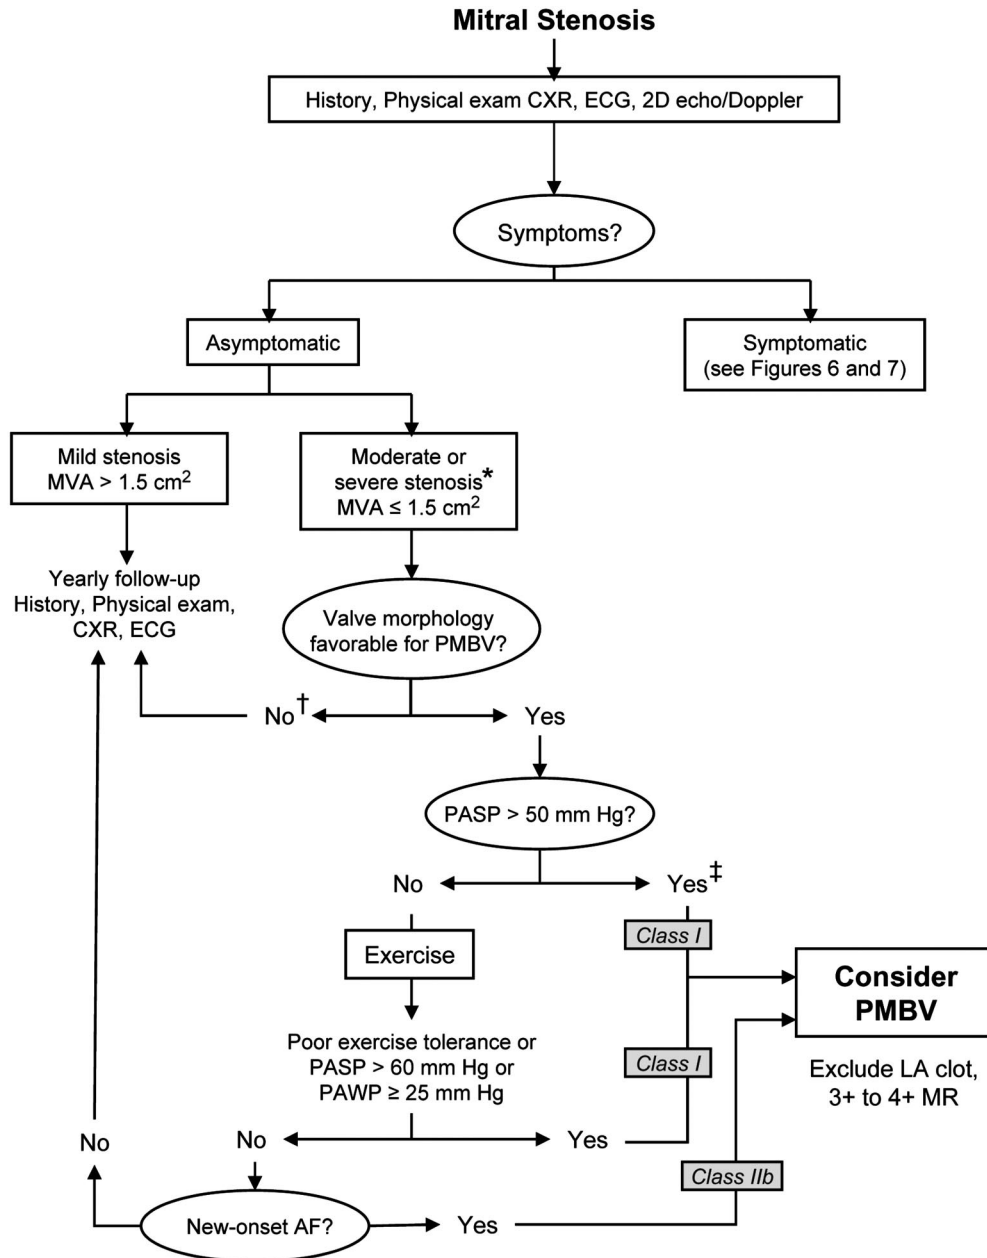 Mitral Stenosis
History, Physical exam CXR, ECG, 2D echo/Doppler
Symptoms?
Asymptomatic
Symptomatic
(see Figures 6 and 7)
Mild stenosis
MVA > 1.5 cm²
Moderate or
severe stenosis*
MVA ≤ 1.5 cm²
Yearly follow-up
History, Physical exam,
CXR, ECG
Valve morphology
favorable for PMBV?
No†
Yes
PASP > 50 mm Hg?
No
Yes‡
Class I
Exercise
Consider
PMBV
Poor exercise tolerance or
PASP > 60 mm Hg or
PAWP ≥ 25 mm Hg
Class I
Exclude LA clot,
3+ to 4+ MR
No
No
Yes
Class IIb
New-onset AF?
Yes